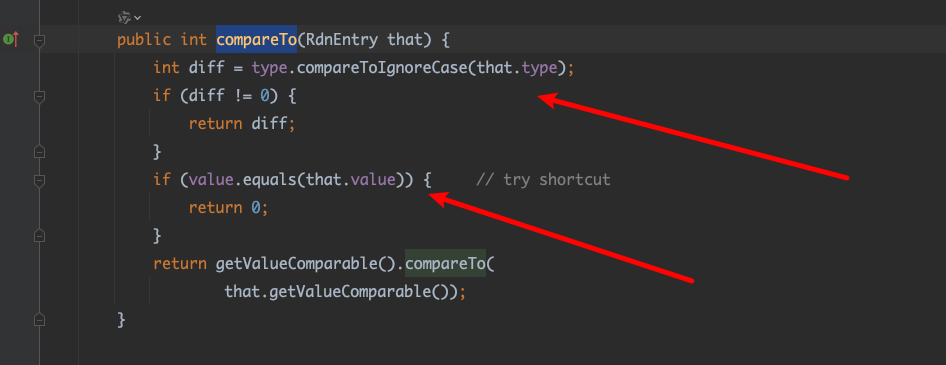 public int compareTo(RdnEntry that) {
int diff = type.compareToIgnoreCase(that.type);
if (diff != 0) {
return diff;
}
if (value.equals(that.value)) { // try shortcut
return 0;
}
return getValueComparable().compareTo(
that.getValueComparable());
}